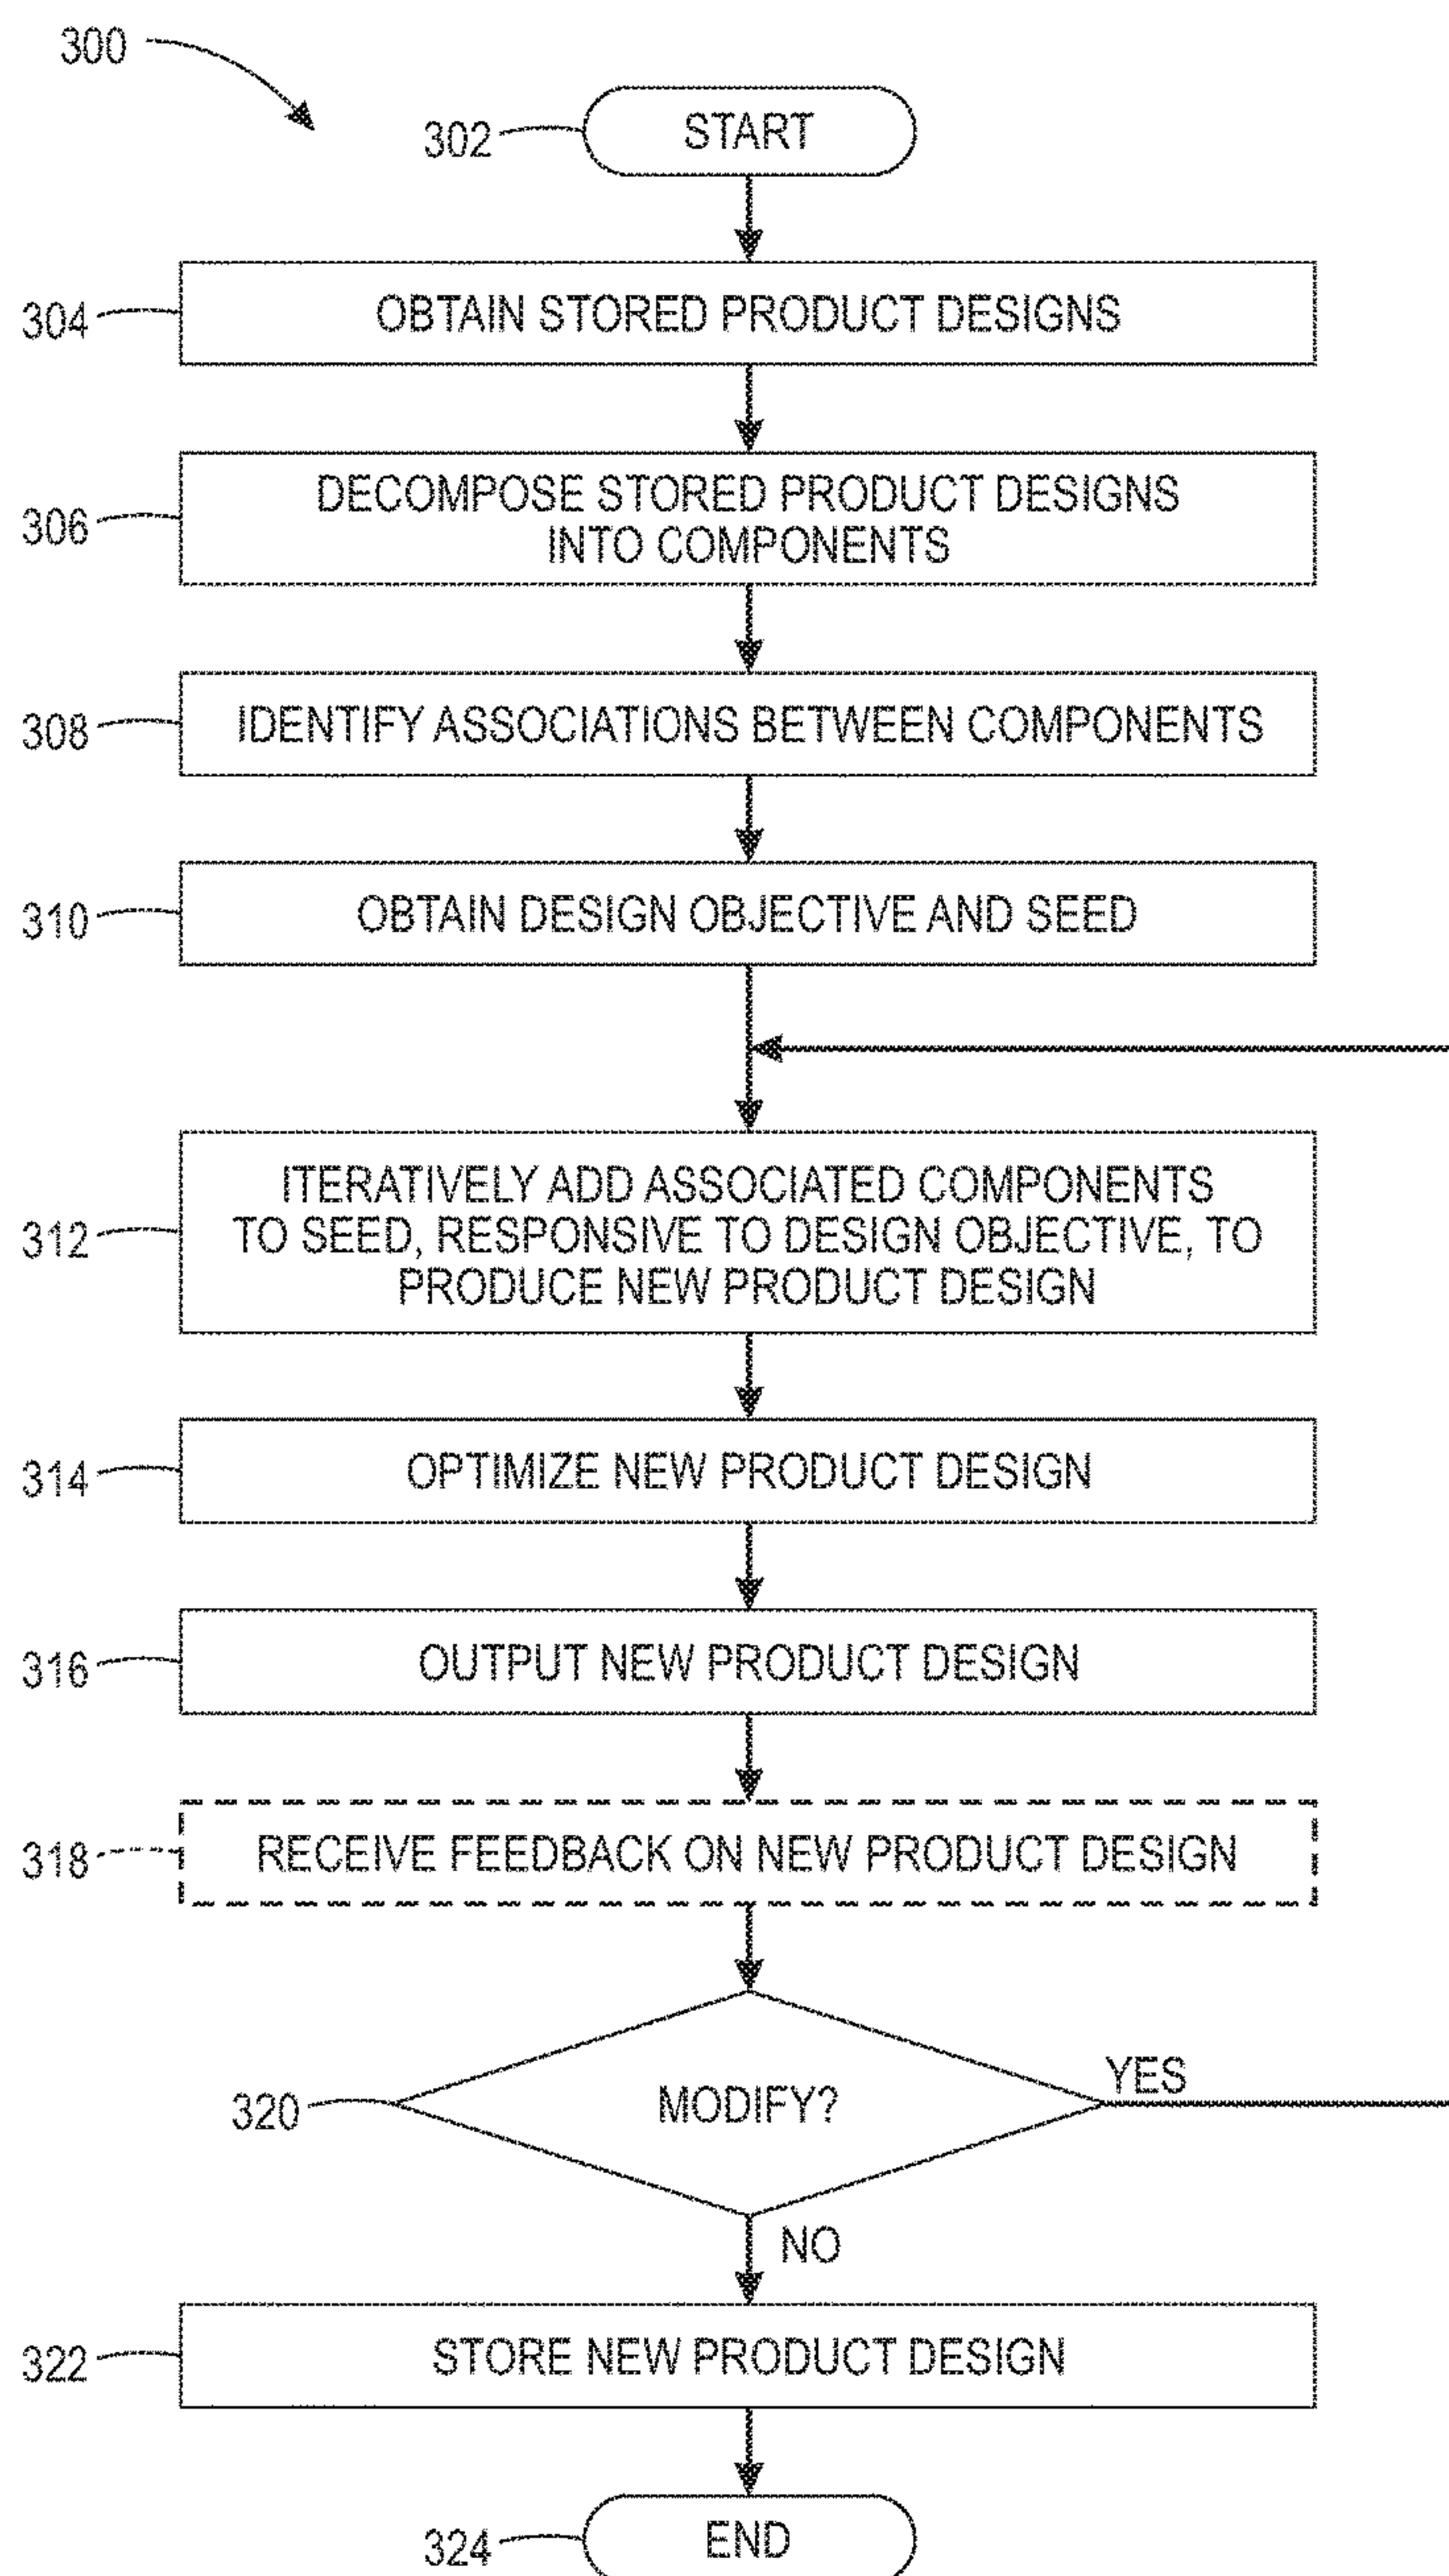 300
302
START
304
OBTAIN STORED PRODUCT DESIGNS
306
DECOMPOSE STORED PRODUCT DESIGNS
INTO COMPONENTS
308
IDENTIFY ASSOCIATIONS BETWEEN COMPONENTS
310
OBTAIN DESIGN OBJECTIVE AND SEED
312
ITERATIVELY ADD ASSOCIATED COMPONENTS
TO SEED, RESPONSIVE TO DESIGN OBJECTIVE, TO
PRODUCE NEW PRODUCT DESIGN
314
OPTIMIZE NEW PRODUCT DESIGN
316
OUTPUT NEW PRODUCT DESIGN
318
RECEIVE FEEDBACK ON NEW PRODUCT DESIGN
320
MODIFY?
YES
NO
322
STORE NEW PRODUCT DESIGN
324
END